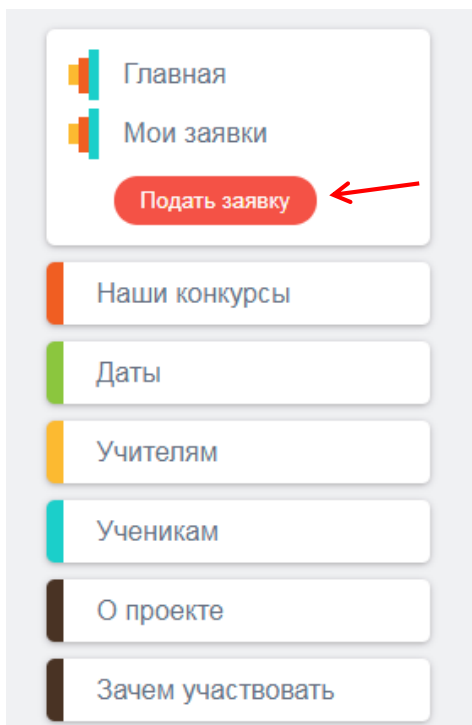 Главная
Мои заявки
Подать заявку
Наши конкурсы
Даты
Учителям
Ученикам
О проекте
Зачем участвовать